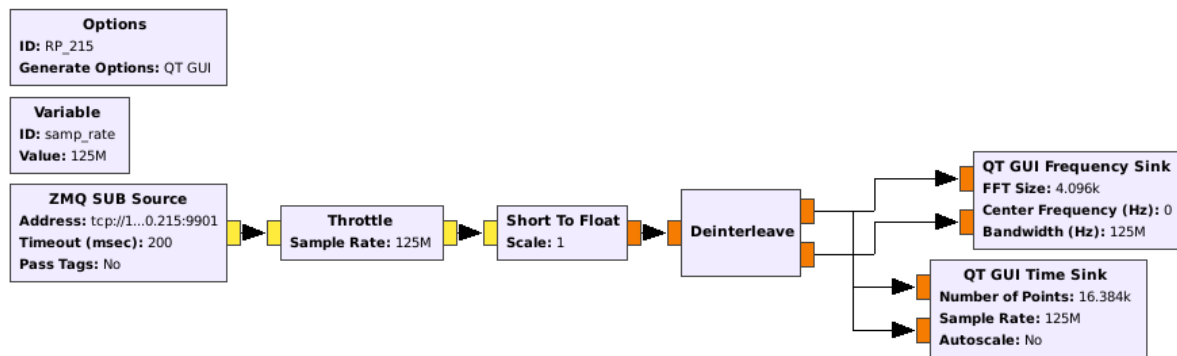 Options
ID: RP_215
Generate Options: QT GUI
Variable
ID: samp_rate
Value: 125M
ZMQ SUB Source
Address: tcp://1...0.215:9901
Timeout (msec): 200
Pass Tags: No
Throttle
Sample Rate: 125M
Short To Float
Scale: 1
Deinterleave
QT GUI Frequency Sink
FFT Size: 4.096k
Center Frequency (Hz): 0
Bandwidth (Hz): 125M
QT GUI Time Sink
Number of Points: 16.384k
Sample Rate: 125M
Autoscale: No